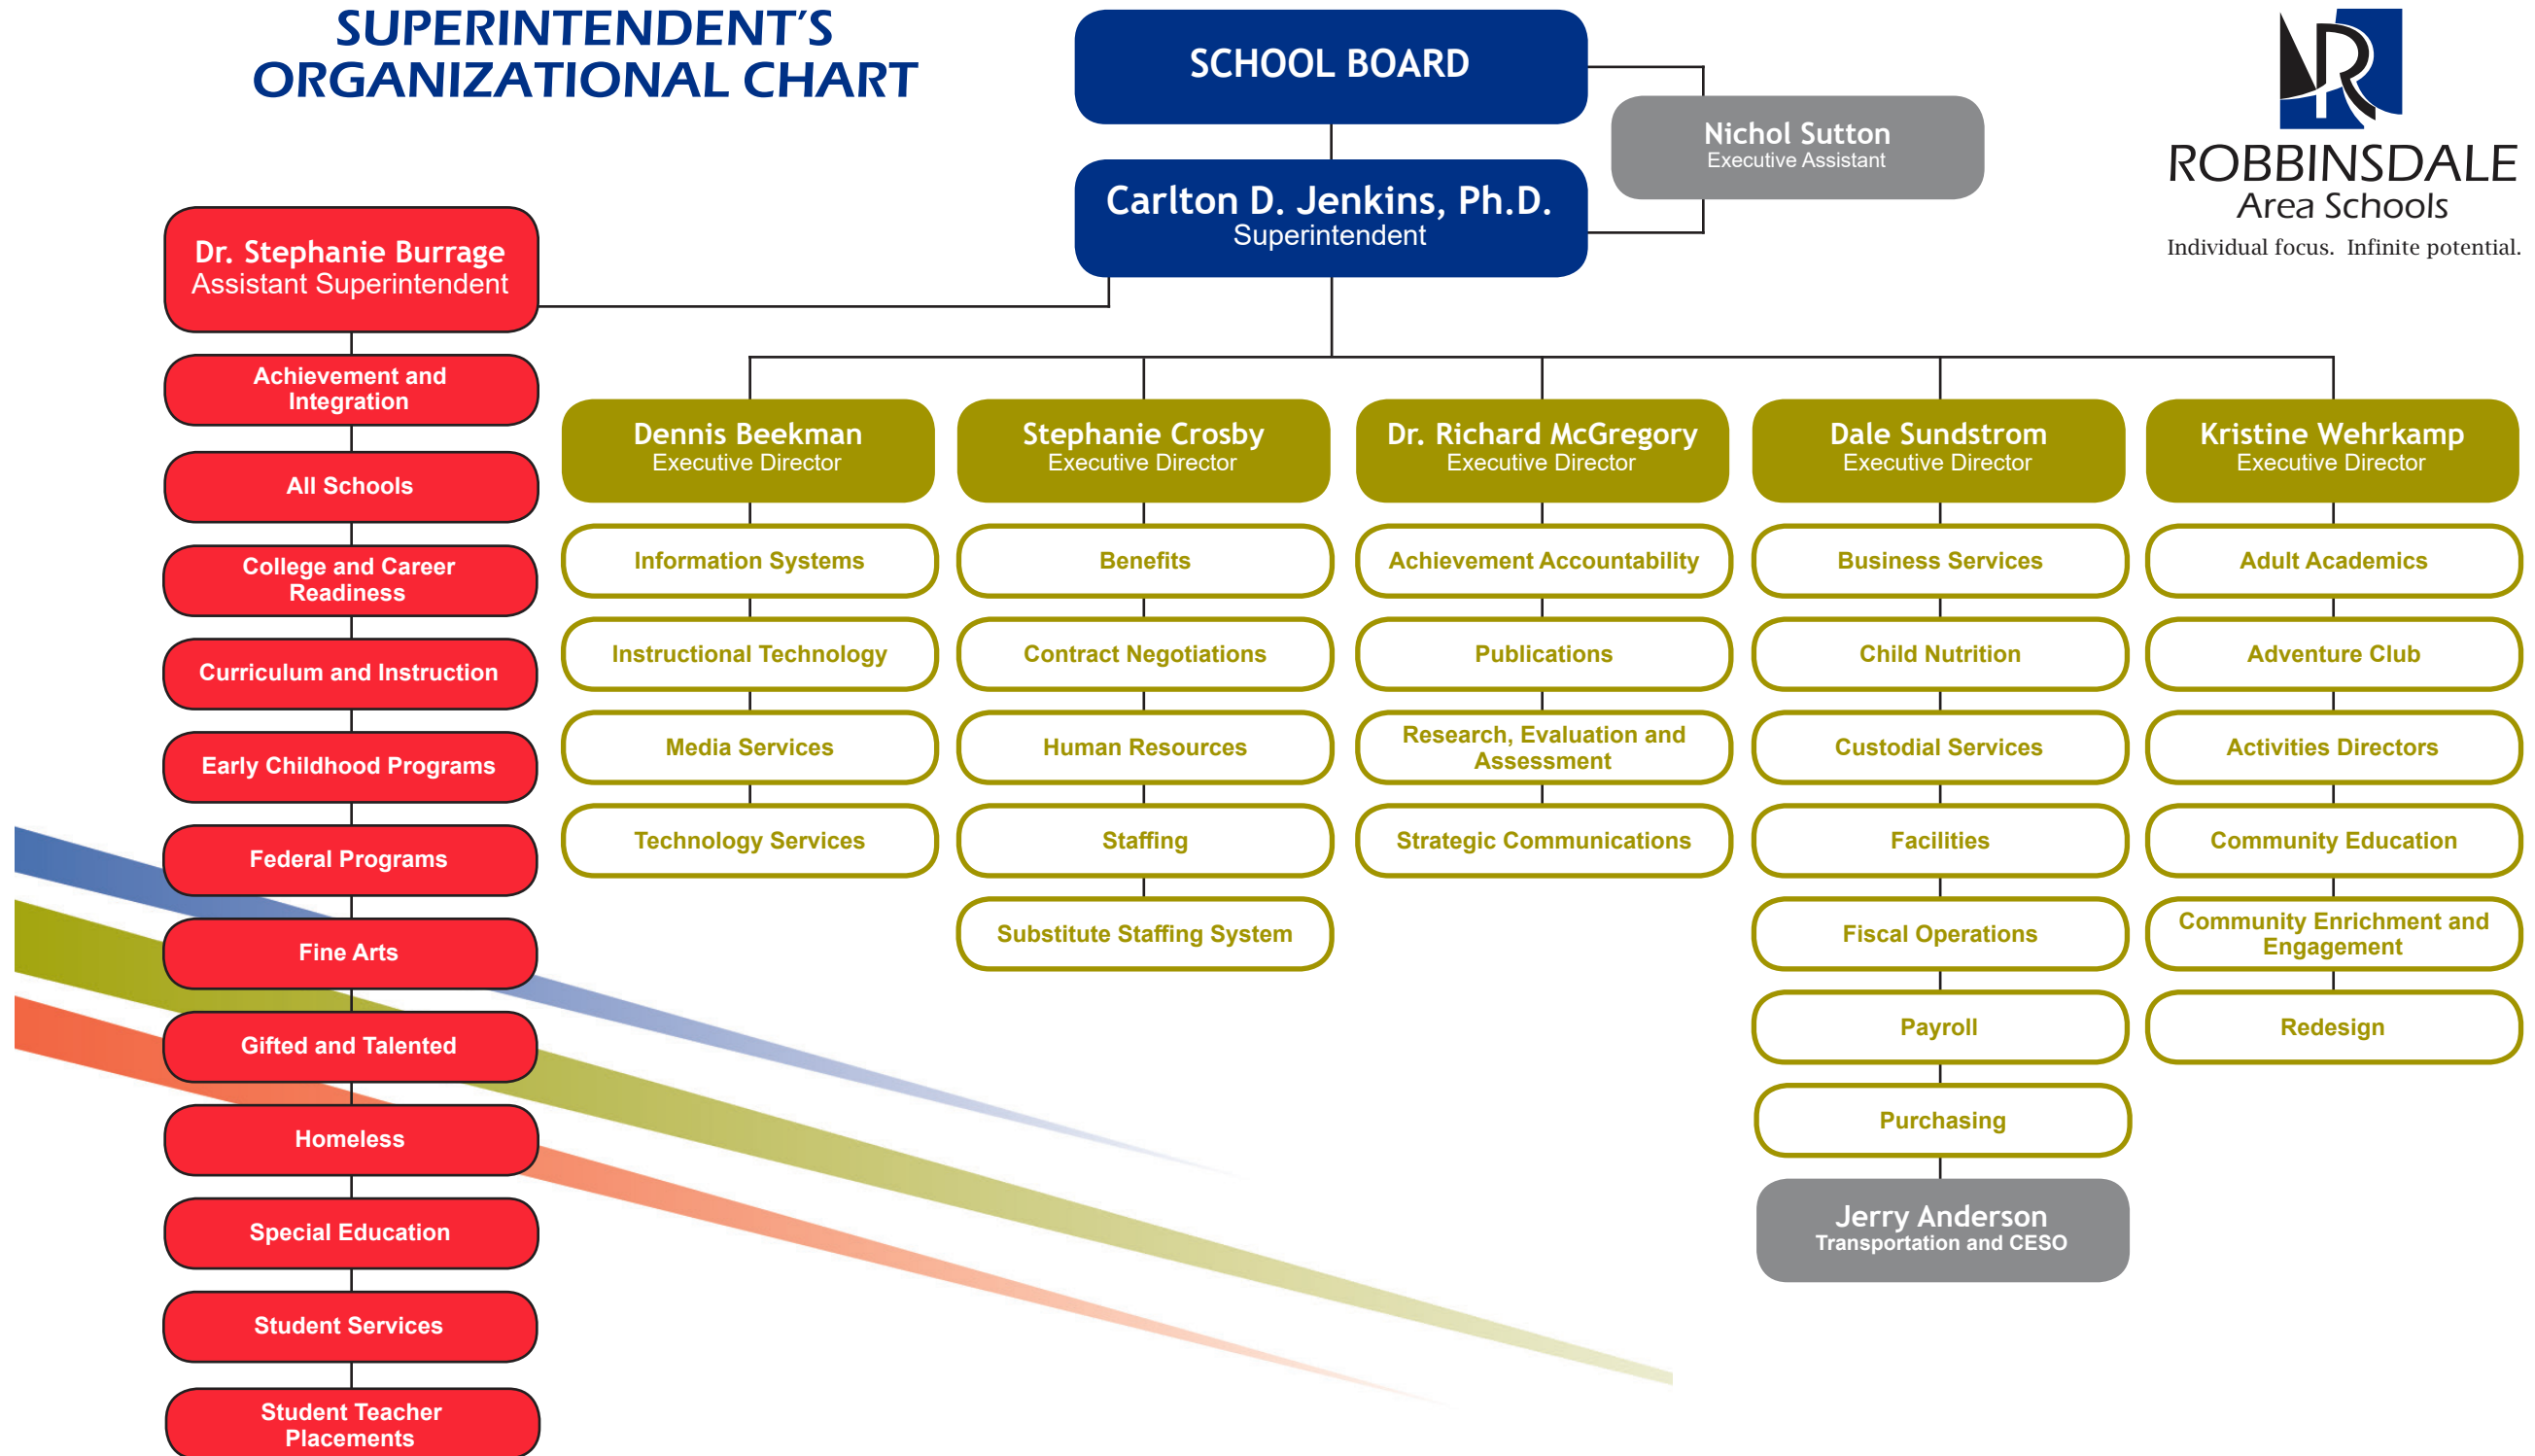 SUPERINTENDENT'S
ORGANIZATIONAL CHART
SCHOOL BOARD
Nichol Sutton
Executive Assistant
Carlton D. Jenkins, Ph.D.
Superintendent
ROBBINSDALE
Area Schools
Individual focus. Infinite potential.
Dr. Stephanie Burrage
Assistant Superintendent
Achievement and
Integration
All Schools
College and Career
Readiness
Curriculum and Instruction
Early Childhood Programs
Federal Programs
Fine Arts
Gifted and Talented
Homeless
Special Education
Student Services
Student Teacher
Placements
Dennis Beekman
Executive Director
Information Systems
Instructional Technology
Media Services
Technology Services
Stephanie Crosby
Executive Director
Benefits
Contract Negotiations
Human Resources
Staffing
Substitute Staffing System
Dr. Richard McGregory
Executive Director
Achievement Accountability
Publications
Research, Evaluation and
Assessment
Strategic Communications
Dale Sundstrom
Executive Director
Business Services
Child Nutrition
Custodial Services
Facilities
Fiscal Operations
Payroll
Purchasing
Jerry Anderson
Transportation and CESO
Kristine Wehrkamp
Executive Director
Adult Academics
Adventure Club
Activities Directors
Community Education
Community Enrichment and
Engagement
Redesign